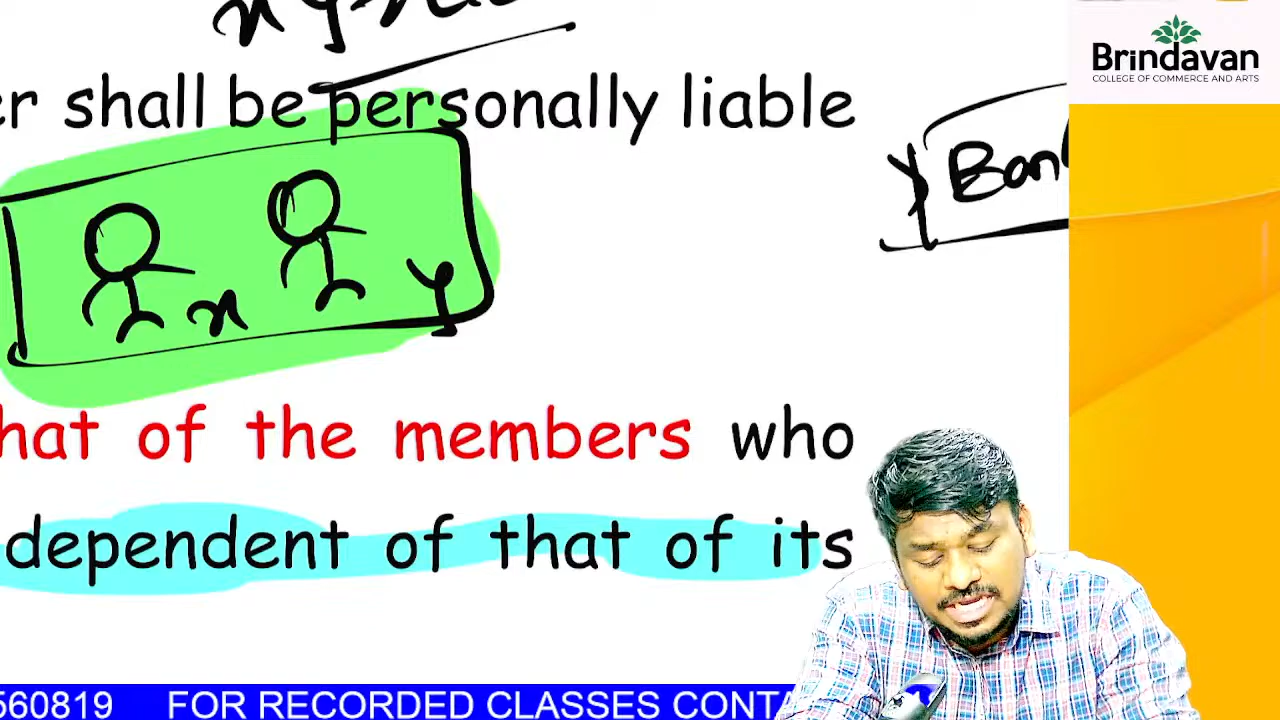 Brindavan
COLLEGE OF COMMERCE AND ARTS
er shall be personally liable
x
y
hat of the members who
dependent of that of its
560819 FOR RECORDED CLASSES CONTA